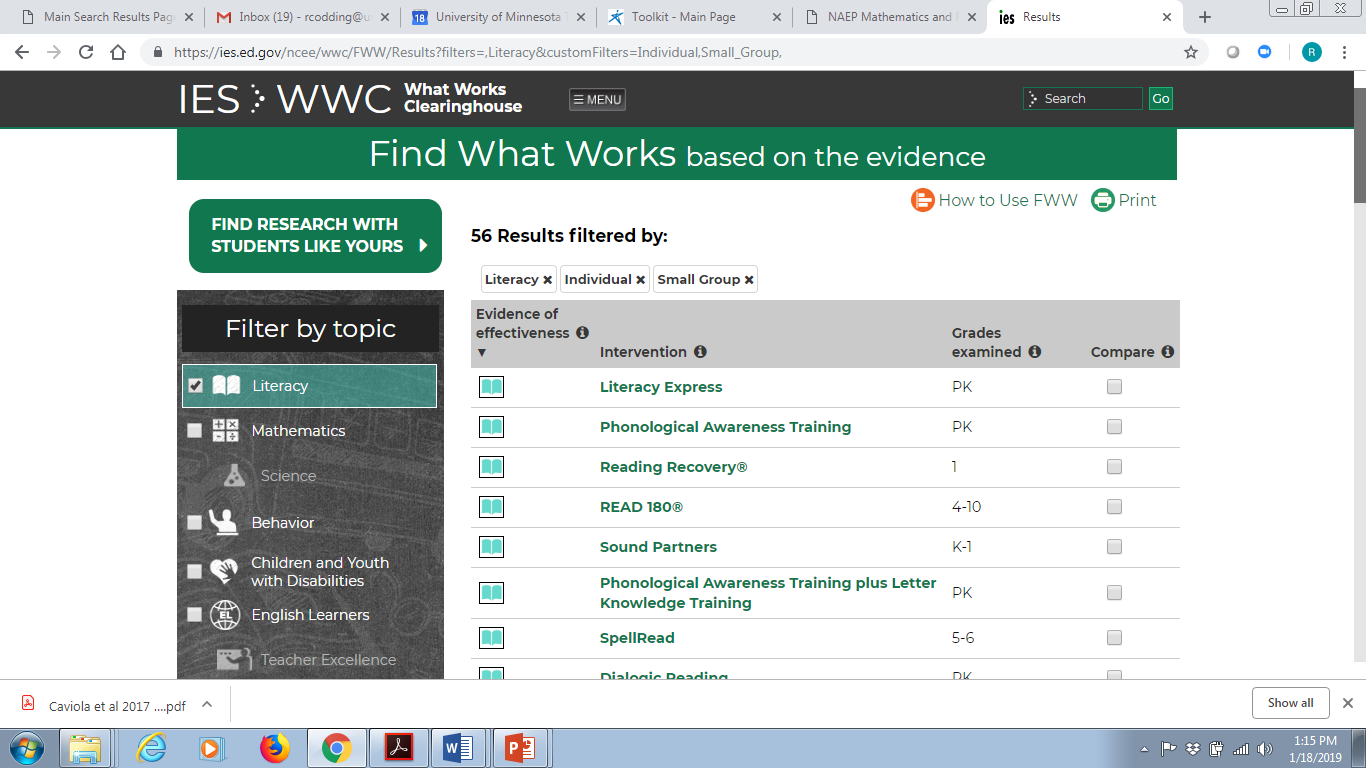 Main Search Results Pag
Inbox (19) - rcodding@u
18
University of Minnesota T
Toolkit - Main Page
NAEP Mathematics and
ies
Results
https://ies.ed.gov/ncee/wwc/FWW/Results?filters=,Literacy&customFilters=Individual,Small_Group,
R
IES WWC What Works
Clearinghouse
MENU
Search
Go
Find What Works based on the evidence
How to Use FWW
Print
FIND RESEARCH WITH
STUDENTS LIKE YOURS
56 Results filtered by:
Literacy ✖
Individual ✖
Small Group ✖
Filter by topic
Literacy
Mathematics
Science
Behavior
Children and Youth
with Disabilities
EL
English Learners
Teacher Excellence
Evidence of
effectiveness
▼
Intervention
Grades
examined
Compare
Literacy Express PK
Phonological Awareness Training PK
Reading Recovery® 1
READ 180® 4-10
Sound Partners K-1
Phonological Awareness Training plus Letter
Knowledge Training PK
SpellRead 5-6
Dialogic Reading PK
Caviola et al 2017 ....pdf
Show all
1:15 PM
1/18/2019